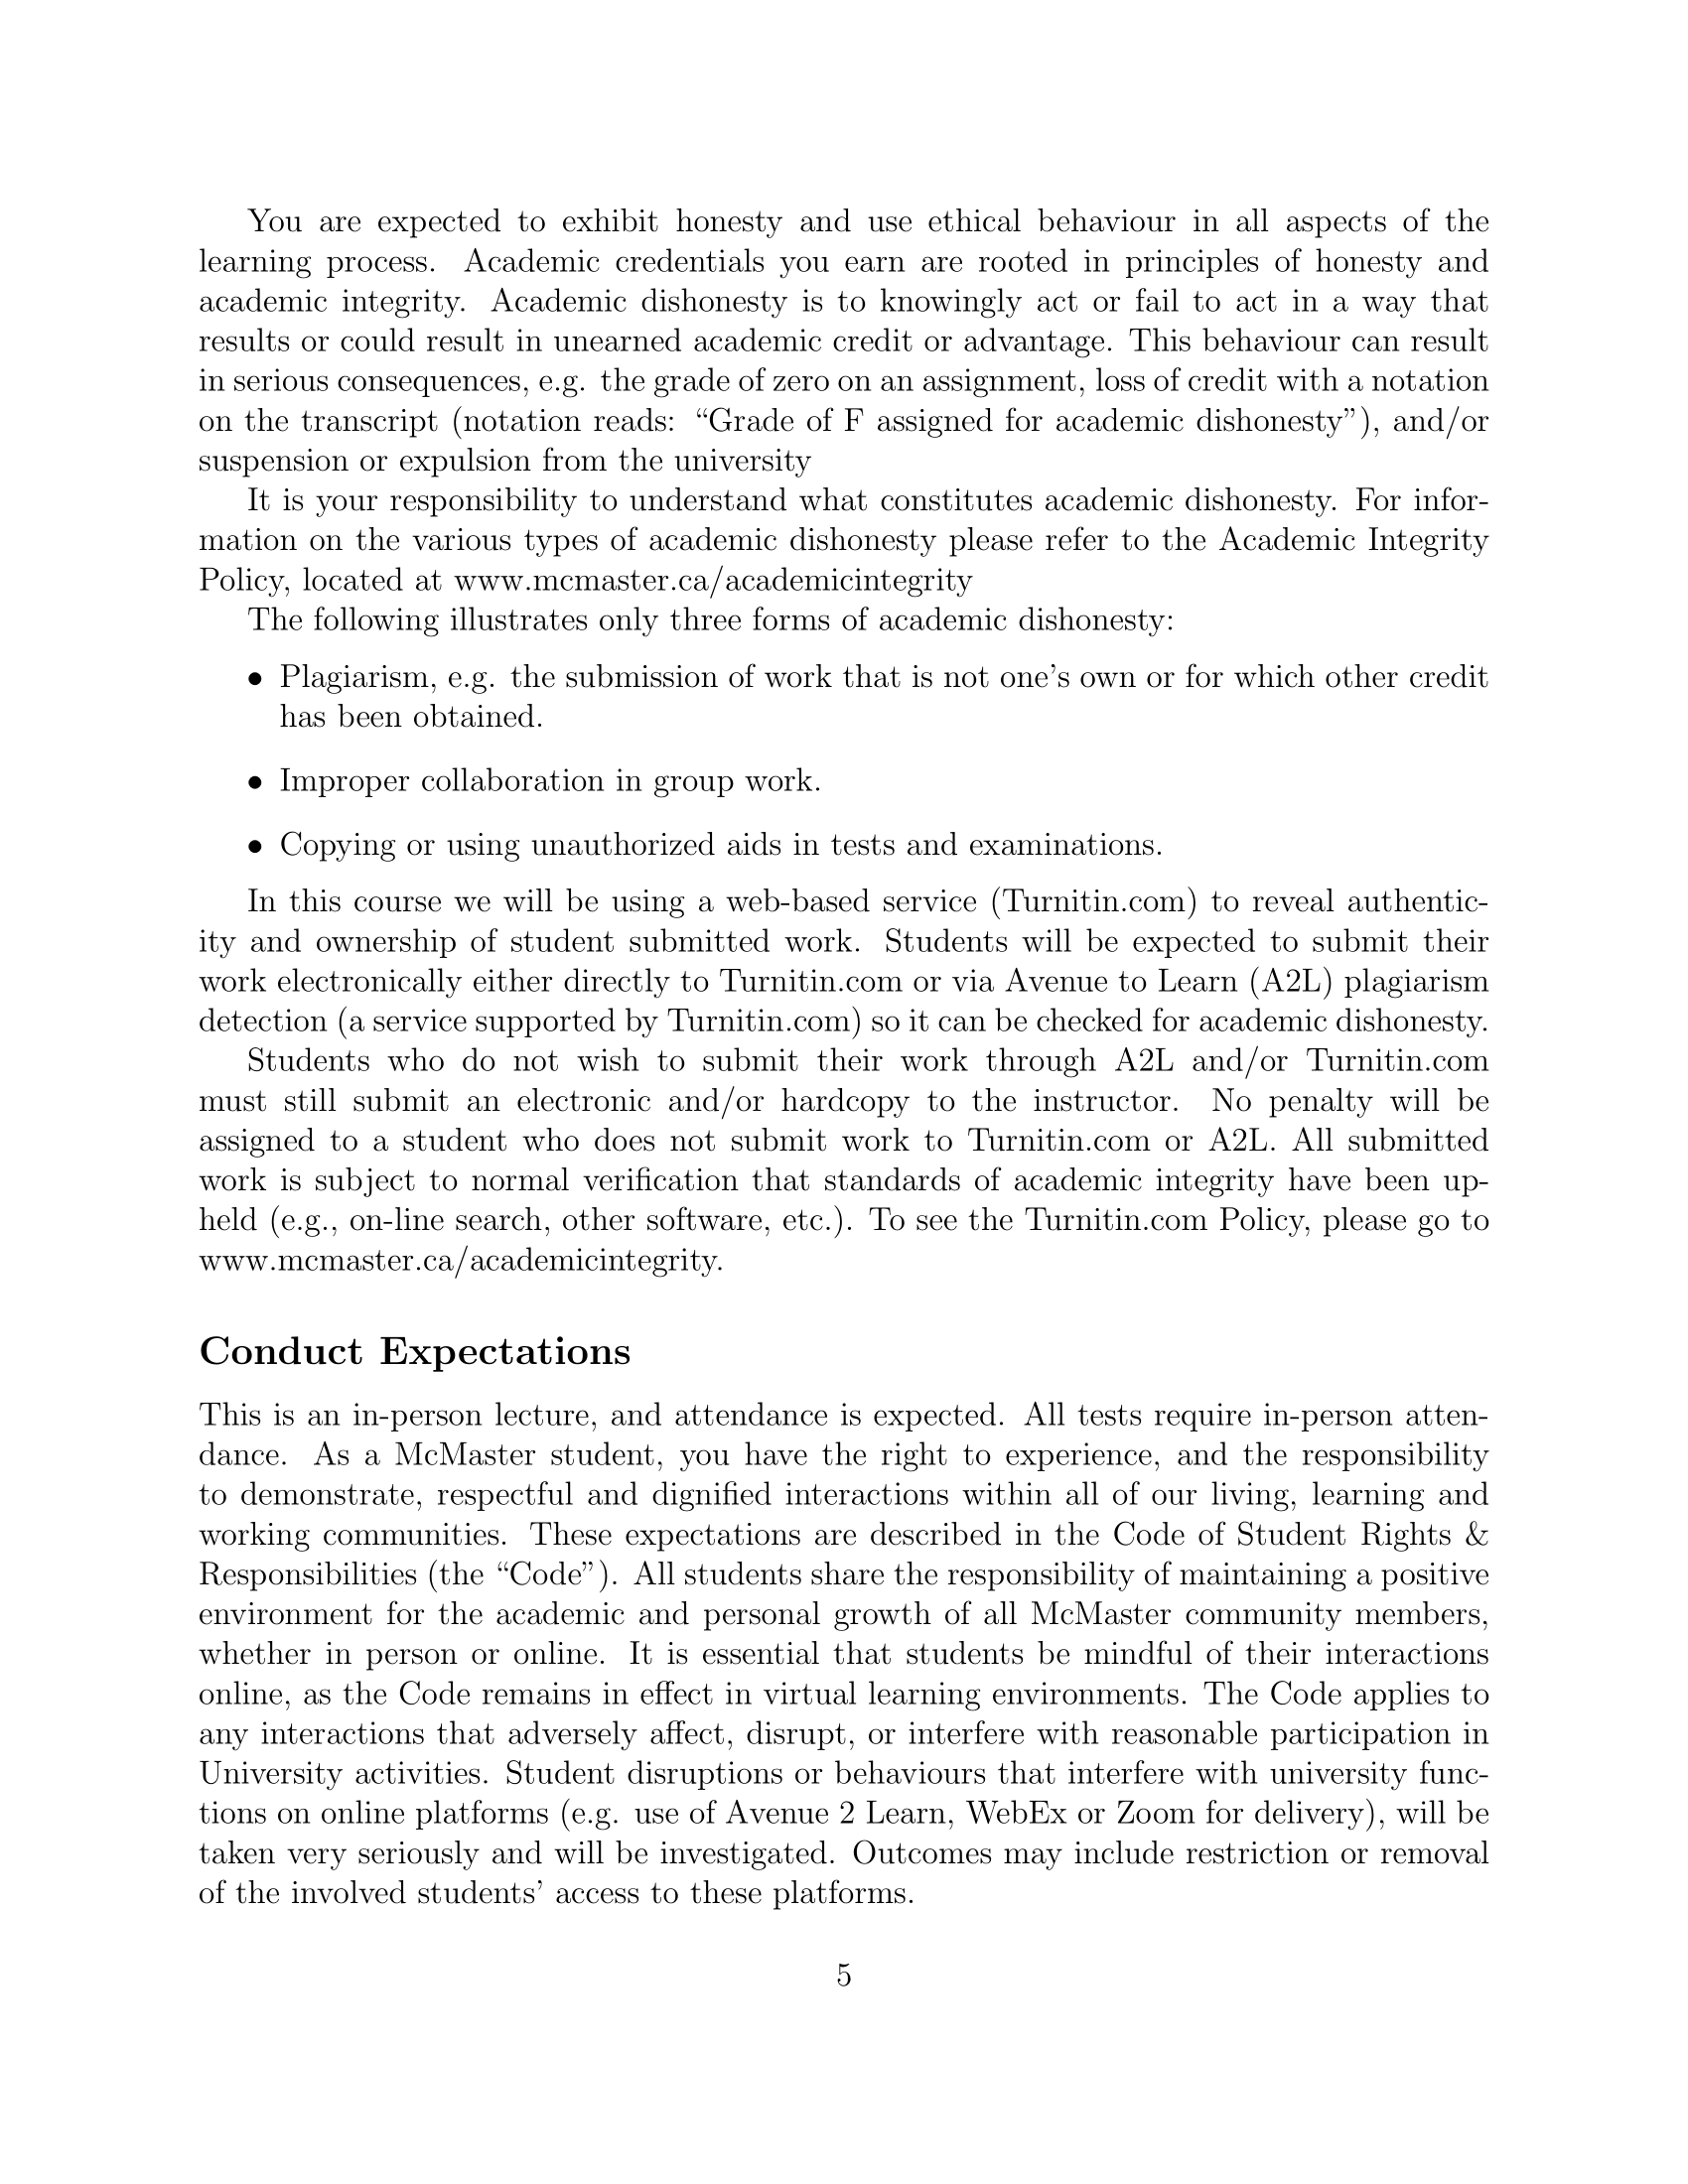 You are expected to exhibit honesty and use ethical behaviour in all aspects of the
learning process. Academic credentials you earn are rooted in principles of honesty and
academic integrity. Academic dishonesty is to knowingly act or fail to act in a way that
results or could result in unearned academic credit or advantage. This behaviour can result
in serious consequences, e.g. the grade of zero on an assignment, loss of credit with a notation
on the transcript (notation reads: “Grade of F assigned for academic dishonesty”), and/or
suspension or expulsion from the university
It is your responsibility to understand what constitutes academic dishonesty. For infor-
mation on the various types of academic dishonesty please refer to the Academic Integrity
Policy, located at www.mcmaster.ca/academicintegrity
The following illustrates only three forms of academic dishonesty:
• Plagiarism, e.g. the submission of work that is not one’s own or for which other credit
has been obtained.
• Improper collaboration in group work.
• Copying or using unauthorized aids in tests and examinations.
In this course we will be using a web-based service (Turnitin.com) to reveal authentic-
ity and ownership of student submitted work. Students will be expected to submit their
work electronically either directly to Turnitin.com or via Avenue to Learn (A2L) plagiarism
detection (a service supported by Turnitin.com) so it can be checked for academic dishonesty.
Students who do not wish to submit their work through A2L and/or Turnitin.com
must still submit an electronic and/or hardcopy to the instructor. No penalty will be
assigned to a student who does not submit work to Turnitin.com or A2L. All submitted
work is subject to normal verification that standards of academic integrity have been up-
held (e.g., on-line search, other software, etc.). To see the Turnitin.com Policy, please go to
www.mcmaster.ca/academicintegrity.
Conduct Expectations
This is an in-person lecture, and attendance is expected. All tests require in-person atten-
dance. As a McMaster student, you have the right to experience, and the responsibility
to demonstrate, respectful and dignified interactions within all of our living, learning and
working communities. These expectations are described in the Code of Student Rights &
Responsibilities (the “Code”). All students share the responsibility of maintaining a positive
environment for the academic and personal growth of all McMaster community members,
whether in person or online. It is essential that students be mindful of their interactions
online, as the Code remains in effect in virtual learning environments. The Code applies to
any interactions that adversely affect, disrupt, or interfere with reasonable participation in
University activities. Student disruptions or behaviours that interfere with university func-
tions on online platforms (e.g. use of Avenue 2 Learn, WebEx or Zoom for delivery), will be
taken very seriously and will be investigated. Outcomes may include restriction or removal
of the involved students’ access to these platforms.
5